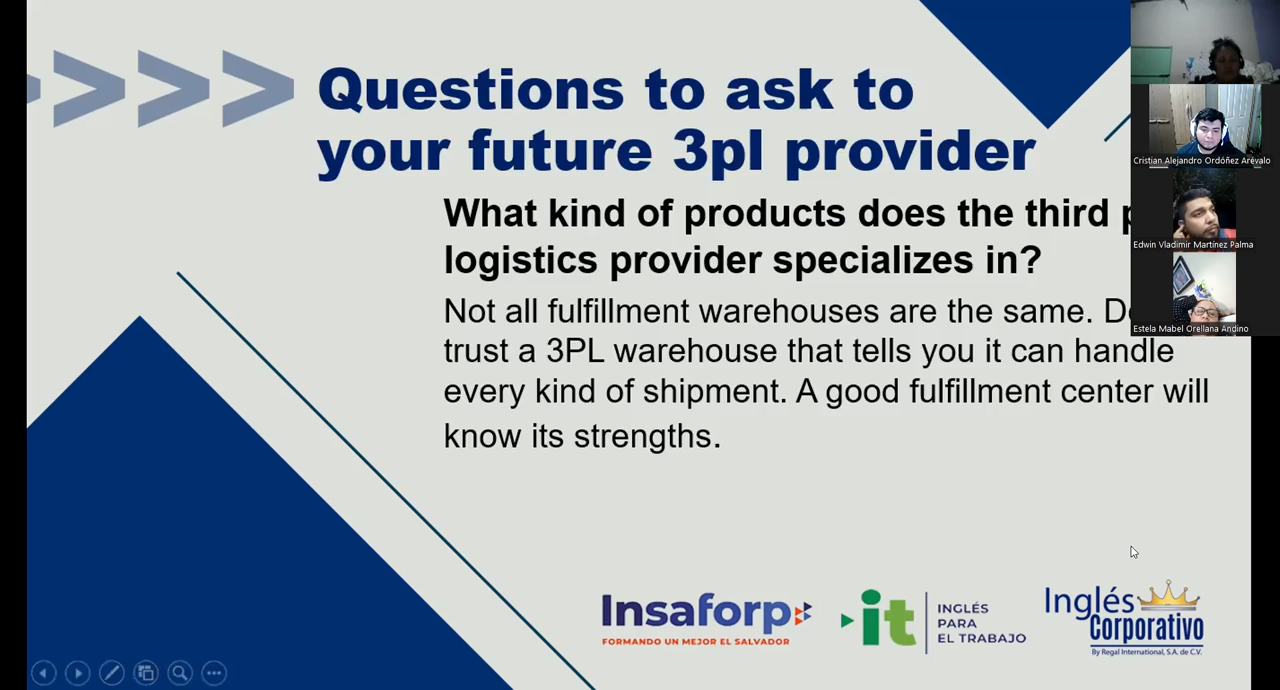 Questions to ask to
your future 3pl provider
What kind of products does the third
logistics provider specializes in?
Not all fulfillment warehouses are the same.
trust a 3PL warehouse that tells you it can handle
every kind of shipment. A good fulfillment center will
know its strengths.
Cristian Alejandro Ordóñez Arévalo
Edwin Vladimir Martínez Palma
Estela Mabel Orellana Andino
Insaforp
FORMANDO UN MEJOR EL SALVADOR
it
INGLÉS
PARA
EL TRABAJO
Inglés
Corporativo
By Regal International, S.A. de C.V.